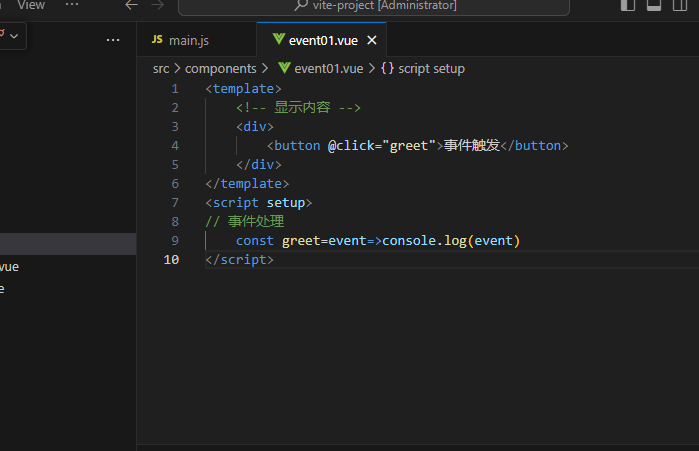 View ··· ← → vite-project [Administrator]
··· JS main.js event01.vue ×
src > components > event01.vue > {} script setup
1 <template>
2 <!-- 显示内容 -->
3 <div>
4 <button @click="greet">事件触发</button>
5 </div>
6 </template>
7 <script setup>
8 // 事件处理
9 const greet=event=>console.log(event)
10 </script>
vue
e